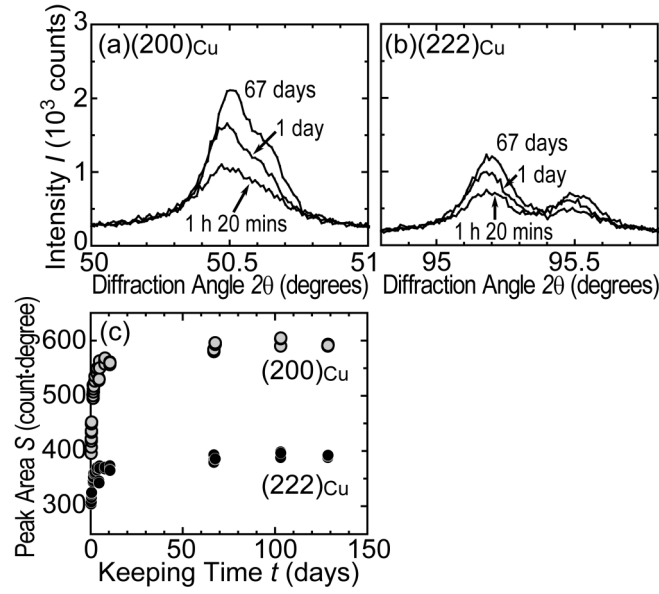 (a)(200)Cu
(b)(222)Cu
Intensity I (10³ counts)
3
2
1
0
67 days
1 day
1 h 20 mins
67 days
1 day
1 h 20 mins
50 50.5 51
95 95.5
Diffraction Angle 2θ (degrees)
Diffraction Angle 2θ (degrees)
(c)
Peak Area S (count·degree)
600
500
400
300
(200)Cu
(222)Cu
0 50 100 150
Keeping Time t (days)